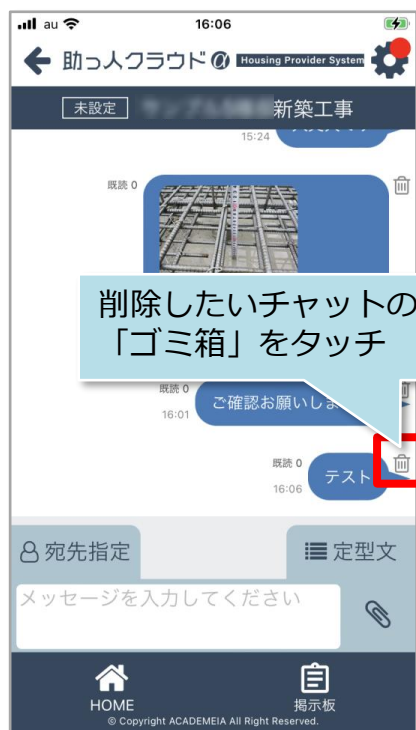 au
16:06
助っ人クラウド@ Housing Provider System
未設定
新築工事
15:24
既読 0
削除したいチャットの
「ゴミ箱」をタッチ
既読 0
16:01
ご確認お願いしま
既読 0
16:06
テスト
宛先指定
定型文
メッセージを入力してください
HOME
掲示板
© Copyright ACADEMEIA All Right Reserved.